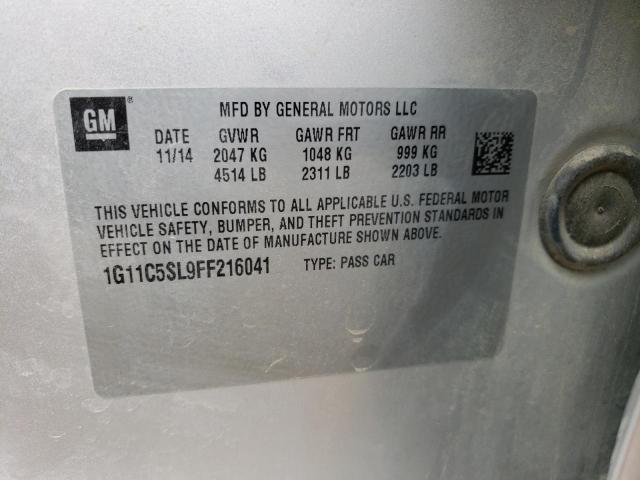 GM ®
MFD BY GENERAL MOTORS LLC
DATE GVWR GAWR FRT GAWR RR
11/14 2047 KG 1048 KG 999 KG
4514 LB 2311 LB 2203 LB
THIS VEHICLE CONFORMS TO ALL APPLICABLE U.S. FEDERAL MOTOR
VEHICLE SAFETY, BUMPER, AND THEFT PREVENTION STANDARDS IN
EFFECT ON THE DATE OF MANUFACTURE SHOWN ABOVE.
1G11C5SL9FF216041 TYPE: PASS CAR